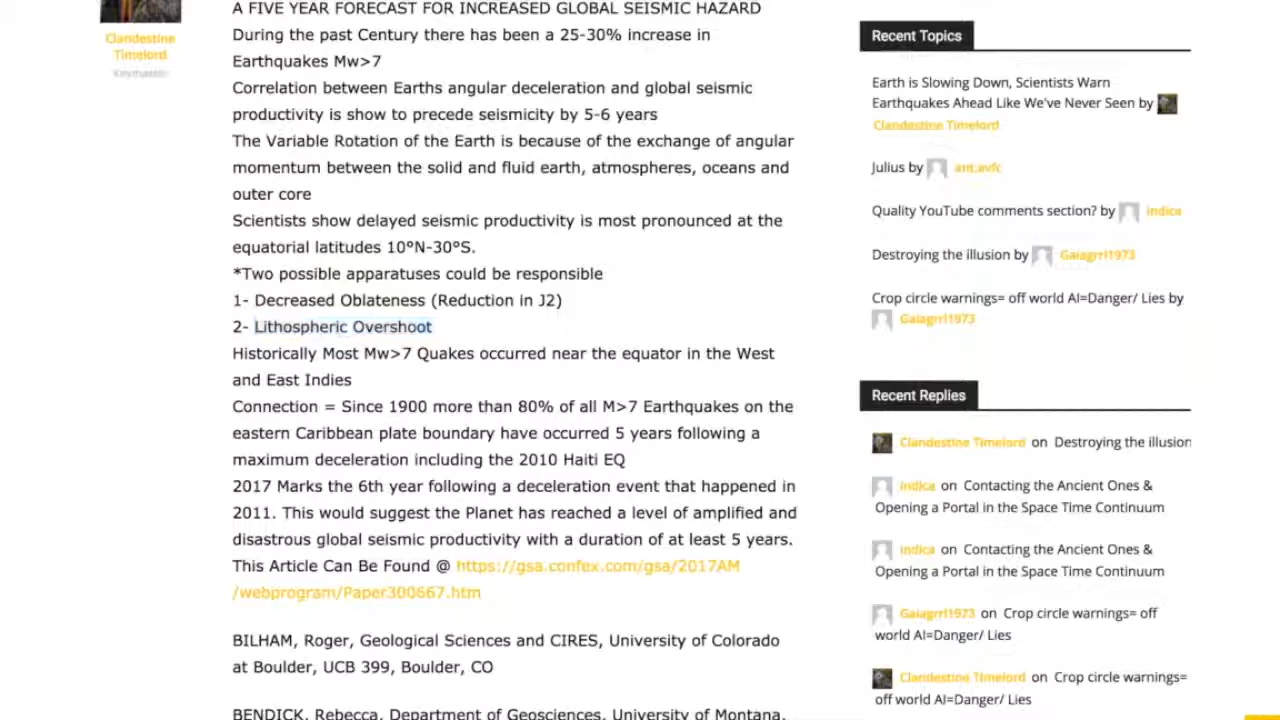 A FIVE YEAR FORECAST FOR INCREASED GLOBAL SEISMIC HAZARD
During the past Century there has been a 25-30% increase in
Earthquakes Mw>7
Correlation between Earths angular deceleration and global seismic
productivity is show to precede seismicity by 5-6 years
The Variable Rotation of the Earth is because of the exchange of angular
momentum between the solid and fluid earth, atmospheres, oceans and
outer core
Scientists show delayed seismic productivity is most pronounced at the
equatorial latitudes 10°N-30°S.
*Two possible apparatuses could be responsible
1- Decreased Oblateness (Reduction in J2)
2- Lithospheric Overshoot
Historically Most Mw>7 Quakes occurred near the equator in the West
and East Indies
Connection = Since 1900 more than 80% of all M>7 Earthquakes on the
eastern Caribbean plate boundary have occurred 5 years following a
maximum deceleration including the 2010 Haiti EQ
2017 Marks the 6th year following a deceleration event that happened in
2011. This would suggest the Planet has reached a level of amplified and
disastrous global seismic productivity with a duration of at least 5 years.
This Article Can Be Found @ https://gsa.confex.com/gsa/2017AM
/webprogram/Paper300667.htm
BILHAM, Roger, Geological Sciences and CIRES, University of Colorado
at Boulder, UCB 399, Boulder, CO
BENDICK, Rebecca, Department of Geosciences, University of Montana,
Clandestine
Timelord
Keymaster
Recent Topics
Earth is Slowing Down, Scientists Warn
Earthquakes Ahead Like We've Never Seen by
Clandestine Timelord
Julius by ant.avfc
Quality YouTube comments section? by indica
Destroying the illusion by Gaiagrrl1973
Crop circle warnings= off world AI=Danger/ Lies by
Gaiagrrl1973
Recent Replies
Clandestine Timelord on Destroying the illusion
indica on Contacting the Ancient Ones &
Opening a Portal in the Space Time Continuum
indica on Contacting the Ancient Ones &
Opening a Portal in the Space Time Continuum
Gaiagrrl1973 on Crop circle warnings= off
world AI=Danger/ Lies
Clandestine Timelord on Crop circle warnings=
off world AI=Danger/ Lies